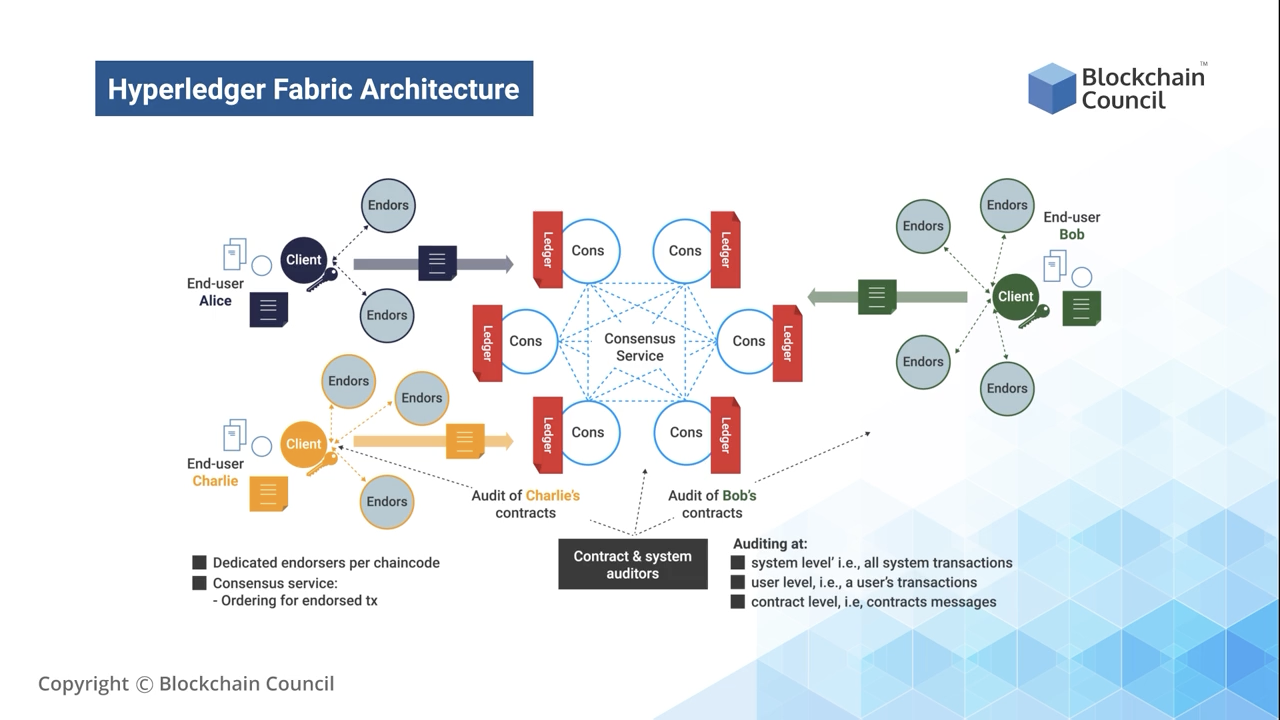 Hyperledger Fabric Architecture
Blockchain
Council
TM
Endors
Client
End-user
Alice
Endors
Endors
Endors
Client
End-user
Charlie
Endors
Ledger
Cons
Cons
Ledger
Ledger
Cons
Consensus
Service
Cons
Ledger
Ledger
Cons
Cons
Ledger
Endors
Endors
End-user
Bob
Client
Endors
Endors
Audit of Charlie's
contracts
Audit of Bob's
contracts
Contract & system
auditors
Dedicated endorsers per chaincode
Consensus service:
- Ordering for endorsed tx
Auditing at:
system level' i.e., all system transactions
user level, i.e., a user's transactions
contract level, i.e, contracts messages
Copyright © Blockchain Council